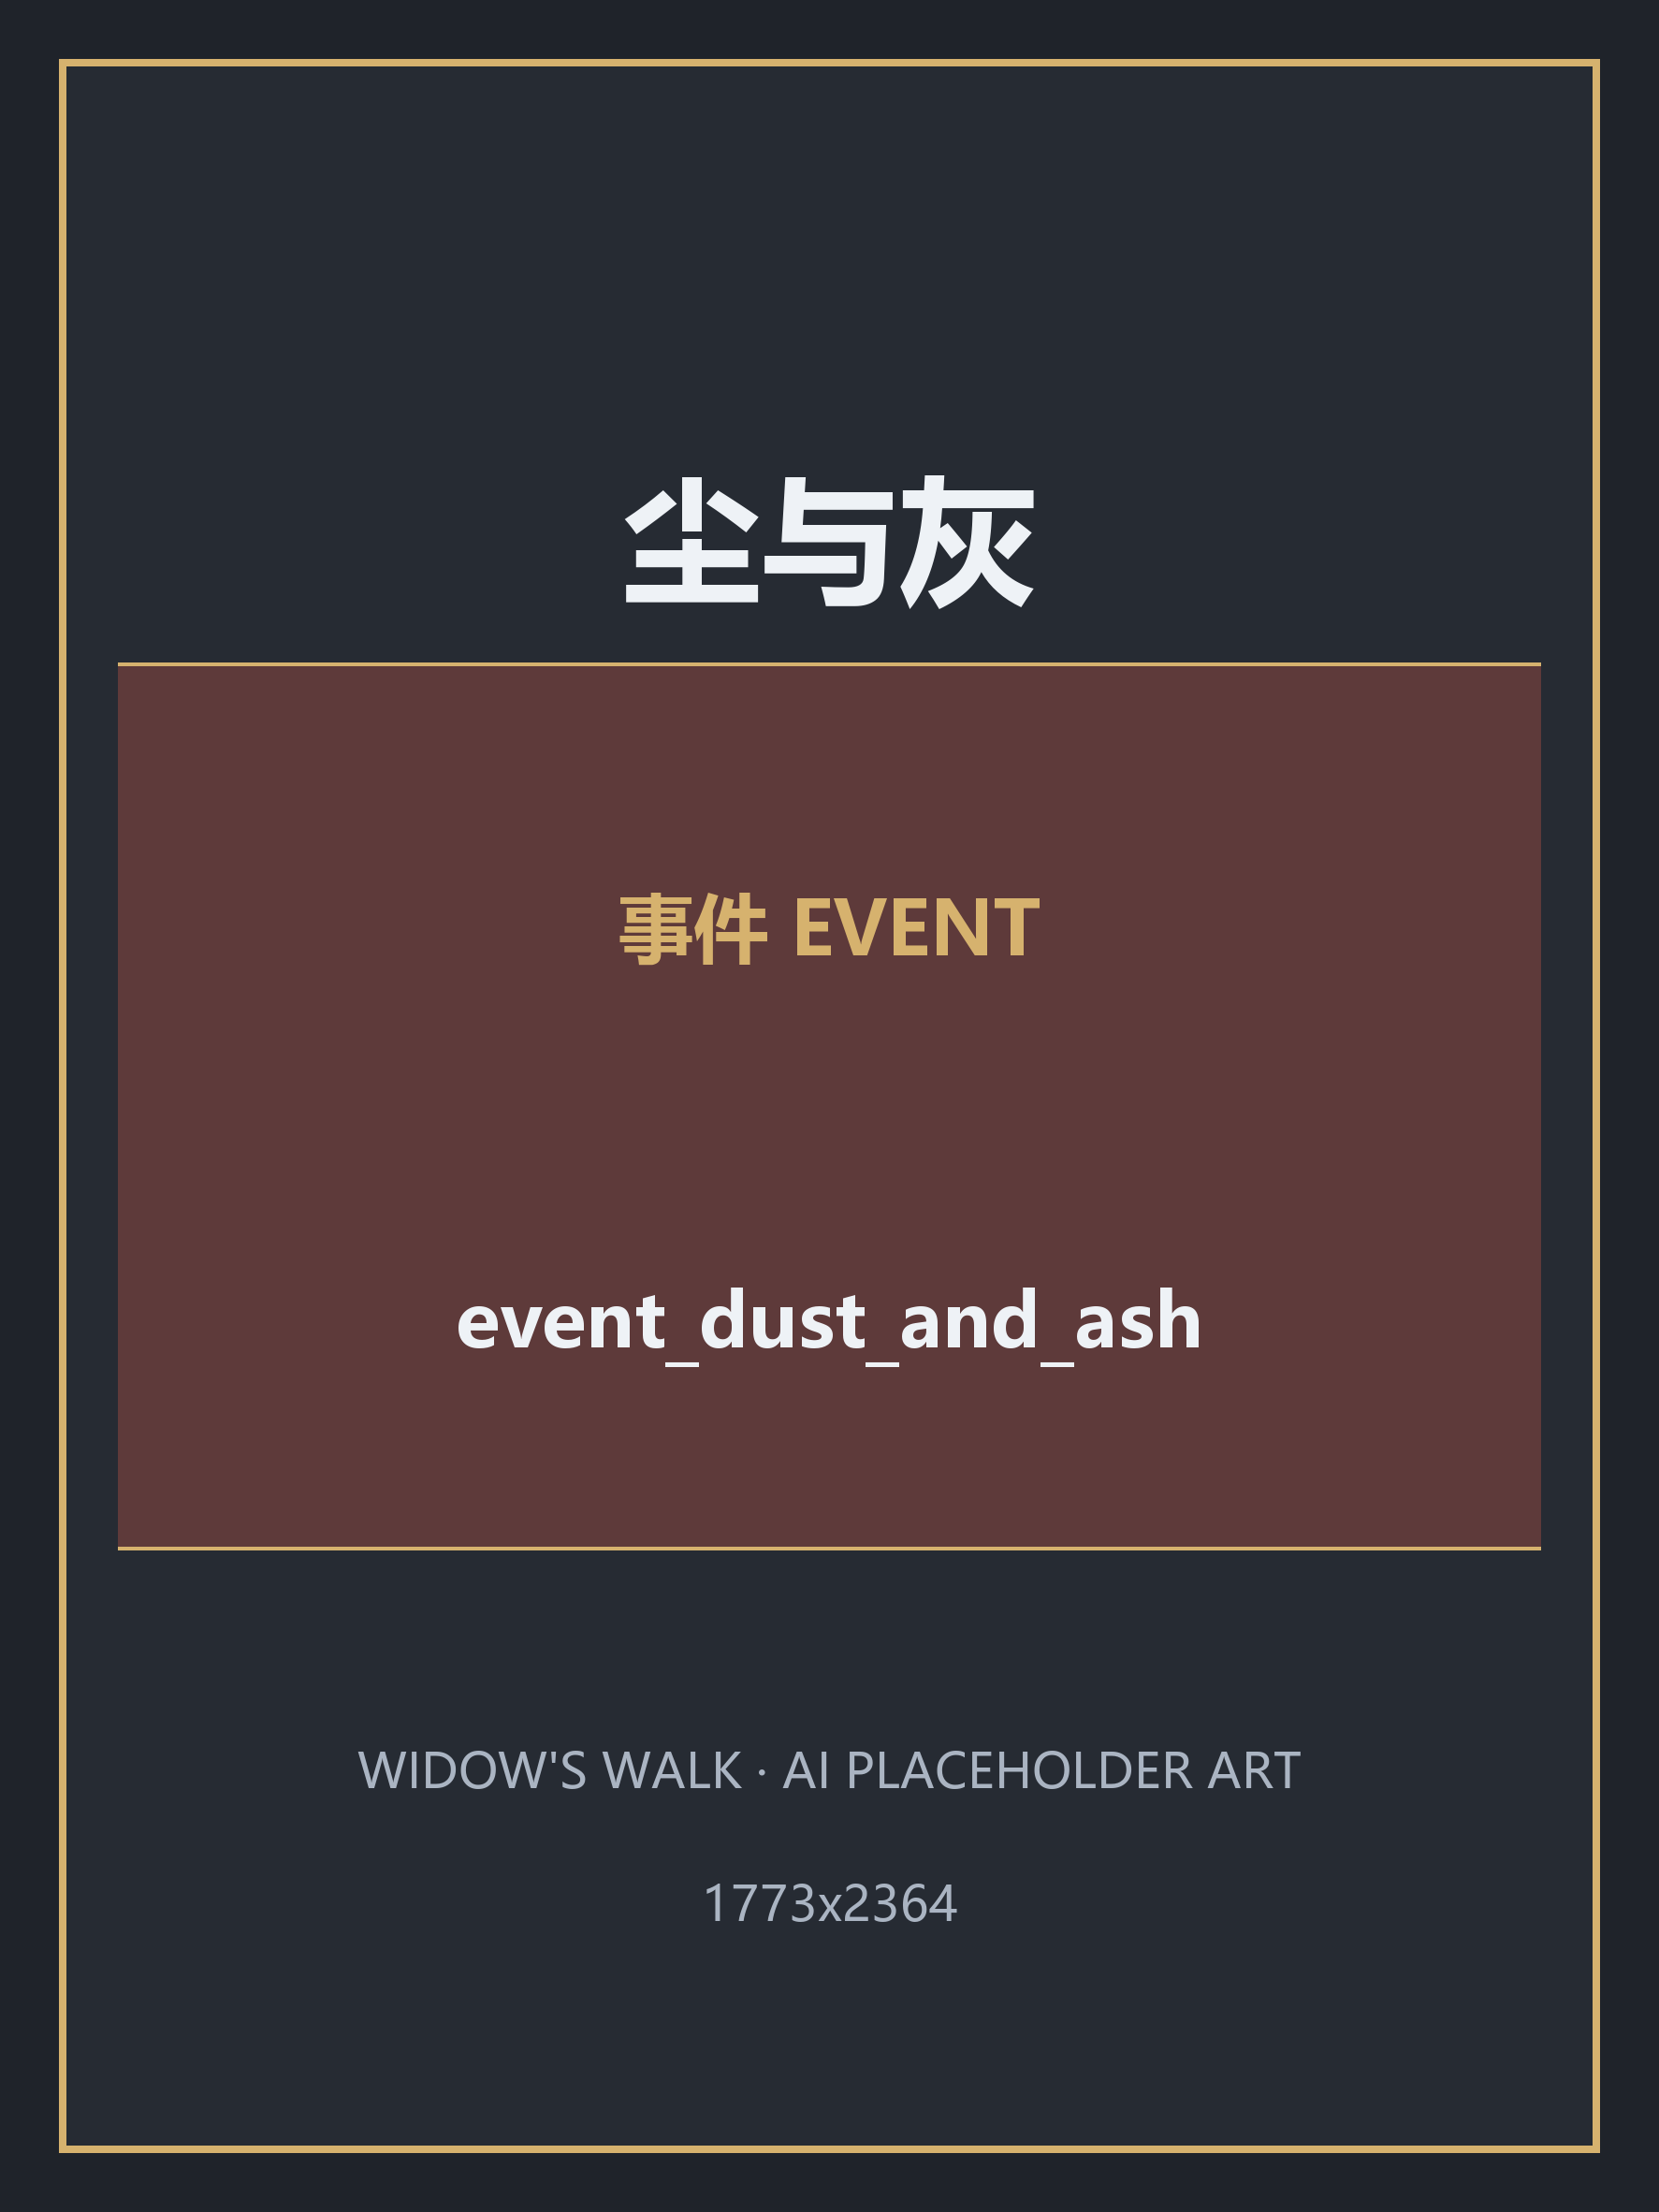 尘与灰
事件 EVENT
event_dust_and_ash
WIDOW'S WALK · AI PLACEHOLDER ART
1773x2364